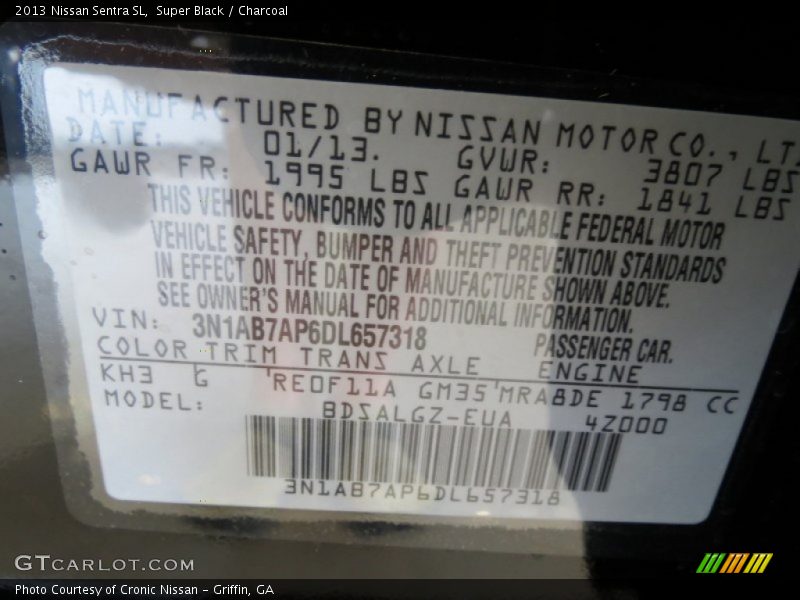 2013 Nissan Sentra SL,  Super Black / Charcoal
MANUFACTURED BY NISSAN MOTOR CO., LT
DATE: 01/13. GVWR: 3807 LBS
GAWR FR: 1995 LBS GAWR RR: 1841 LBS
THIS VEHICLE CONFORMS TO ALL APPLICABLE FEDERAL MOTOR
VEHICLE SAFETY, BUMPER AND THEFT PREVENTION STANDARDS
IN EFFECT ON THE DATE OF MANUFACTURE SHOWN ABOVE.
SEE OWNER'S MANUAL FOR ADDITIONAL INFORMATION.
VIN: 3N1AB7AP6DL657318 PASSENGER CAR.
COLOR TRIM TRANS AXLE ENGINE
KH3 G 'RE0F11A GM35'MRA8DE 1798 CC
MODEL: BDSALGZ-EUA 4Z000
3N1AB7AP6DL657318
GTCARLOT.COM
Photo Courtesy of Cronic Nissan - Griffin, GA